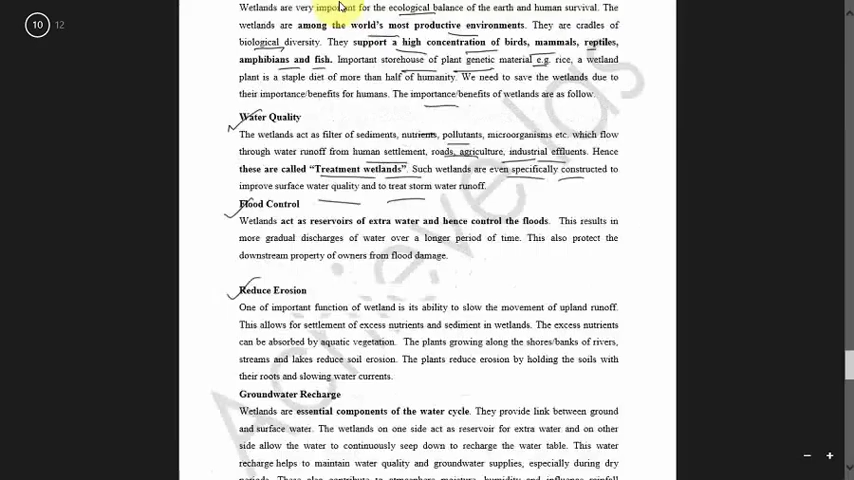 10 12
Wetlands are very important for the ecological balance of the earth and human survival. The
wetlands are among the world's most productive environments. They are cradles of
biological diversity. They support a high concentration of birds, mammals, reptiles,
amphibians and fish. Important storehouse of plant genetic material e.g. rice, a wetland
plant is a staple diet of more than half of humanity. We need to save the wetlands due to
their importance/benefits for humans. The importance/benefits of wetlands are as follow.
Water Quality
The wetlands act as filter of sediments, nutrients, pollutants, microorganisms etc. which flow
through water runoff from human settlement, roads, agriculture, industrial effluents. Hence
these are called "Treatment wetlands". Such wetlands are even specifically constructed to
improve surface water quality and to treat storm water runoff.
Flood Control
Wetlands act as reservoirs of extra water and hence control the floods. This results in
more gradual discharges of water over a longer period of time. This also protect the
downstream property of owners from flood damage.
Reduce Erosion
One of important function of wetland is its ability to slow the movement of upland runoff.
This allows for settlement of excess nutrients and sediment in wetlands. The excess nutrients
can be absorbed by aquatic vegetation. The plants growing along the shores/banks of rivers,
streams and lakes reduce soil erosion. The plants reduce erosion by holding the soils with
their roots and slowing water currents.
Groundwater Recharge
Wetlands are essential components of the water cycle. They provide link between ground
and surface water. The wetlands on one side act as reservoir for extra water and on other
side allow the water to continuously seep down to recharge the water table. This water
recharge helps to maintain water quality and groundwater supplies, especially during dry
periods. These also contribute to atmosphere moisture, humidity and influence rainfall